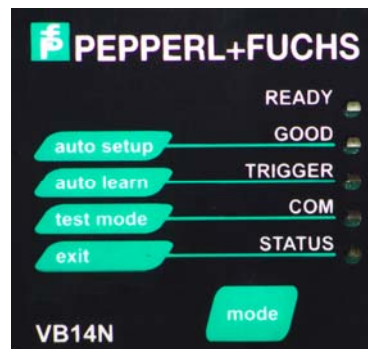 PEPPERL+FUCHS
READY
GOOD
auto setup
TRIGGER
auto learn
COM
test mode
STATUS
exit
mode
VB14N